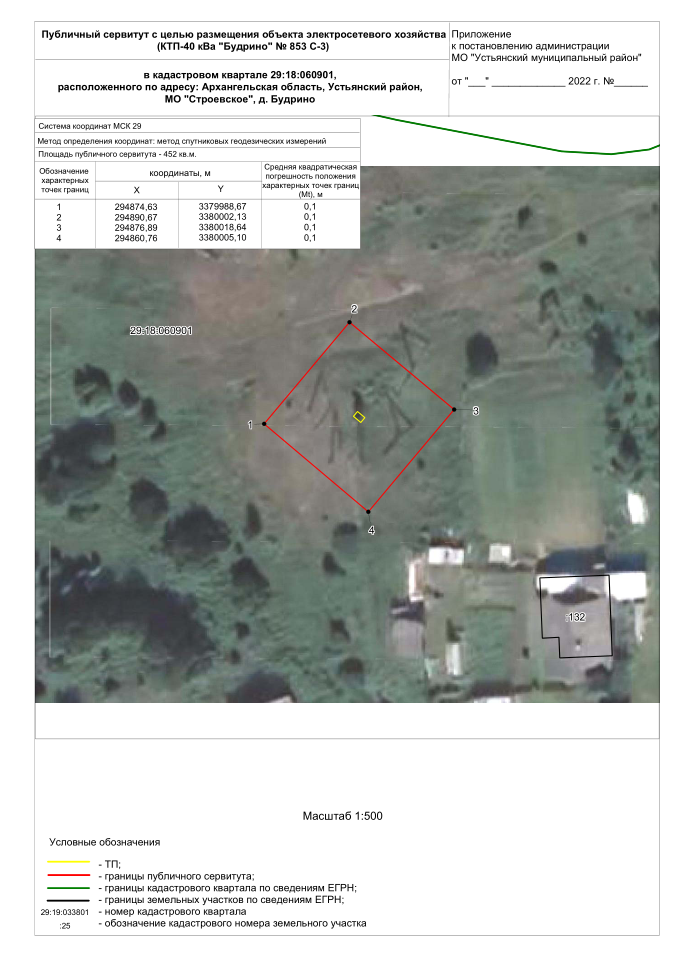 Публичный сервитут с целью размещения объекта электросетевого хозяйства
(КТП-40 кВа "Будрино" № 853 С-3)
в кадастровом квартале 29:18:060901,
расположенного по адресу: Архангельская область, Устьянский район,
МО "Строевское", д. Будрино
Приложение
к постановлению администрации
МО "Устьянский муниципальный район"
от "___" _____________ 2022 г. №______
Система координат МСК 29
Метод определения координат: метод спутниковых геодезических измерений
Площадь публичного сервитута - 452 кв.м.
Обозначение характерных точек границ
координаты, м
X
Y
Средняя квадратическая погрешность положения характерных точек границ (Mt), м
1 294874,63 3379988,67 0,1
2 294890,67 3380002,13 0,1
3 294876,89 3380018,64 0,1
4 294860,76 3380005,10 0,1
29:18:060901
2
1
3
4
:132
Масштаб 1:500
Условные обозначения
- ТП;
- границы публичного сервитута;
- границы кадастрового квартала по сведениям ЕГРН;
- границы земельных участков по сведениям ЕГРН;
29:19:033801 - номер кадастрового квартала
:25 - обозначение кадастрового номера земельного участка